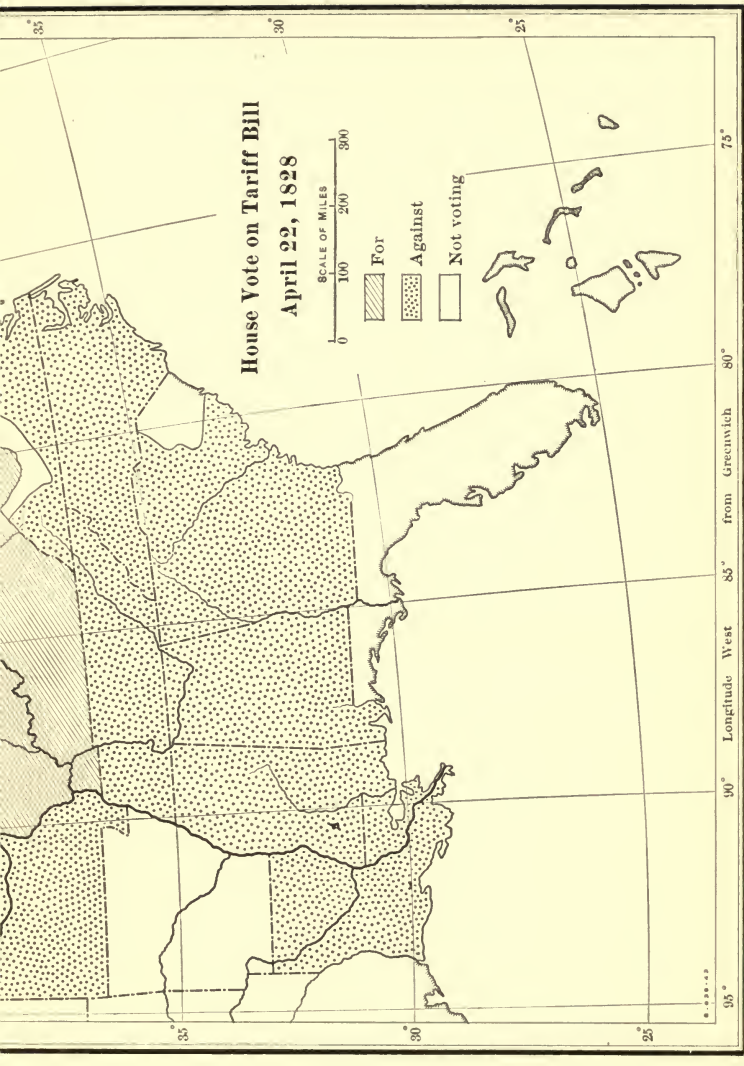 House Vote on Tariff Bill
April 22, 1828
SCALE OF MILES
0 100 200 300
For
Against
Not voting
35°
30°
25°
75°
80°
85°
90°
95°
Longitude West from Greenwich
35
30
25